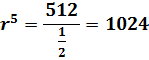 r⁵ = 512 / (1/2) = 1024